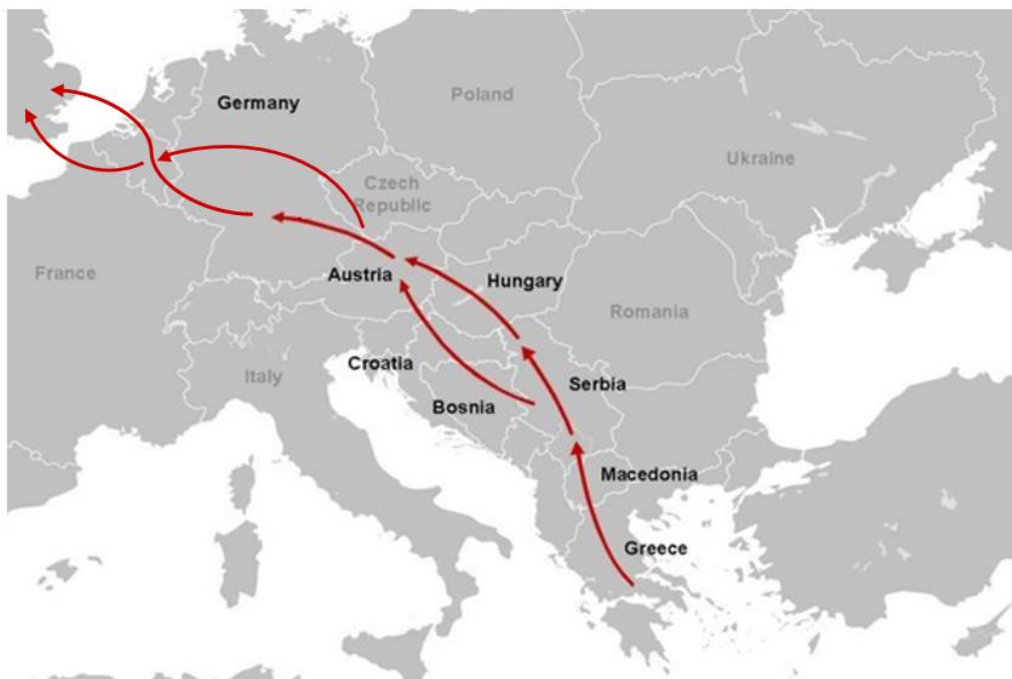 Poland
Germany
Ukraine
Czech
Republic
France
Austria
Hungary
Romania
Croatia
Italy
Serbia
Bosnia
Macedonia
Greece